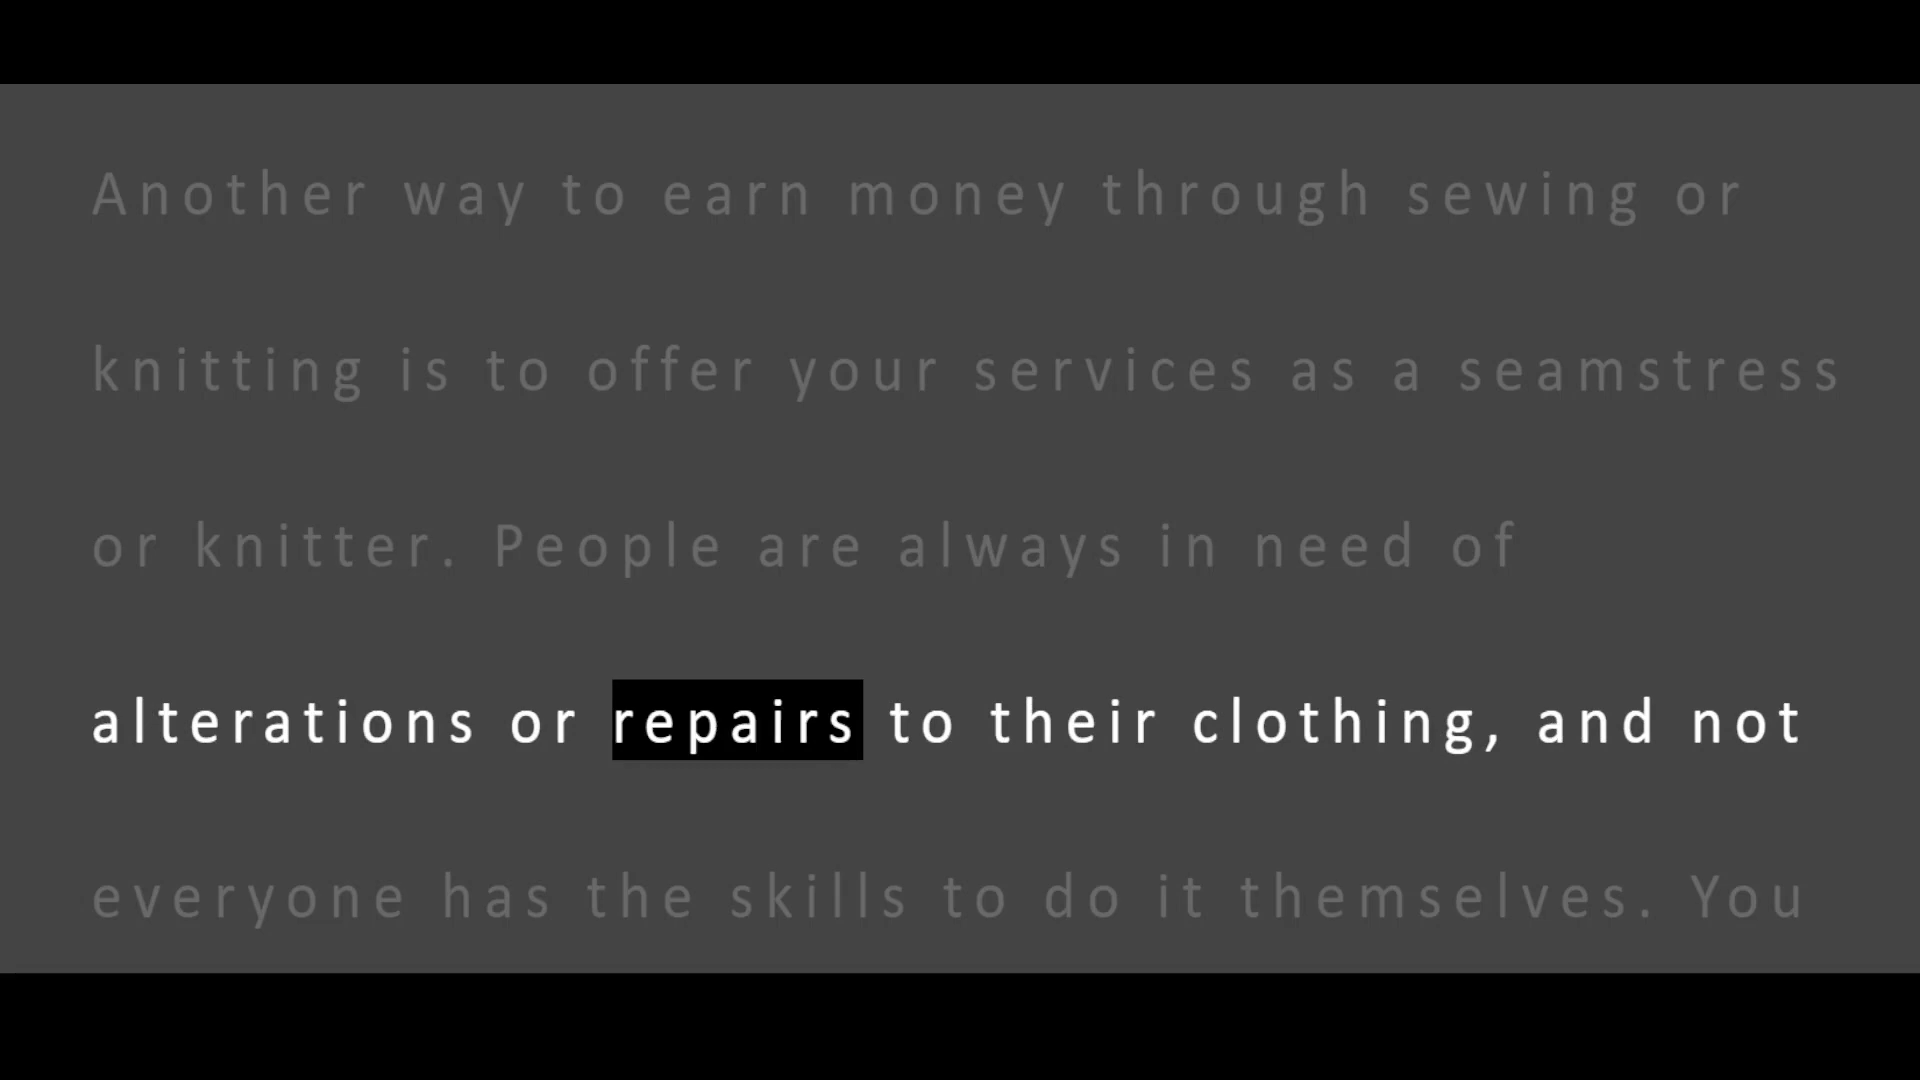 Another way to earn money through sewing or
knitting is to offer your services as a seamstress
or knitter. People are always in need of
alterations or repairs to their clothing, and not
everyone has the skills to do it themselves. You